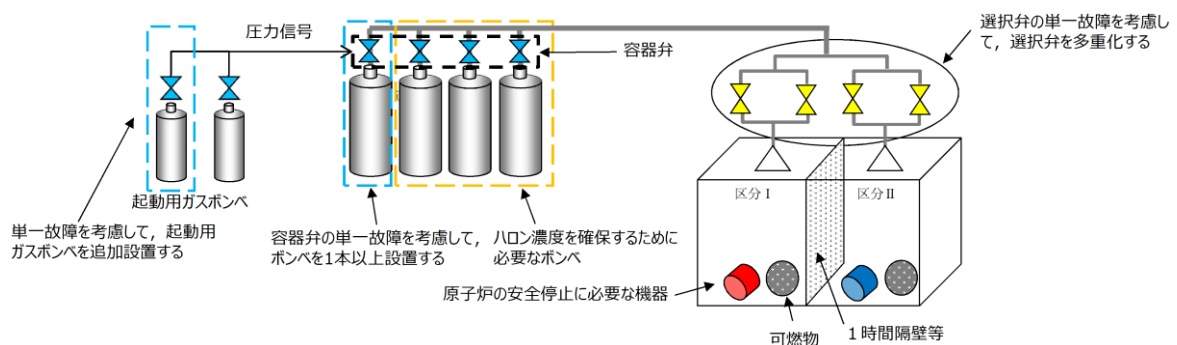 圧力信号
容器弁
選択弁の単一故障を考慮し
て，選択弁を多重化する
起動用ガスボンベ
単一故障を考慮して，起動用
ガスボンベを追加設置する
容器弁の単一故障を考慮して，
ボンベを1本以上設置する
ハロン濃度を確保するために
必要なボンベ
区分Ⅰ
区分Ⅱ
原子炉の安全停止に必要な機器
可燃物
１時間隔壁等